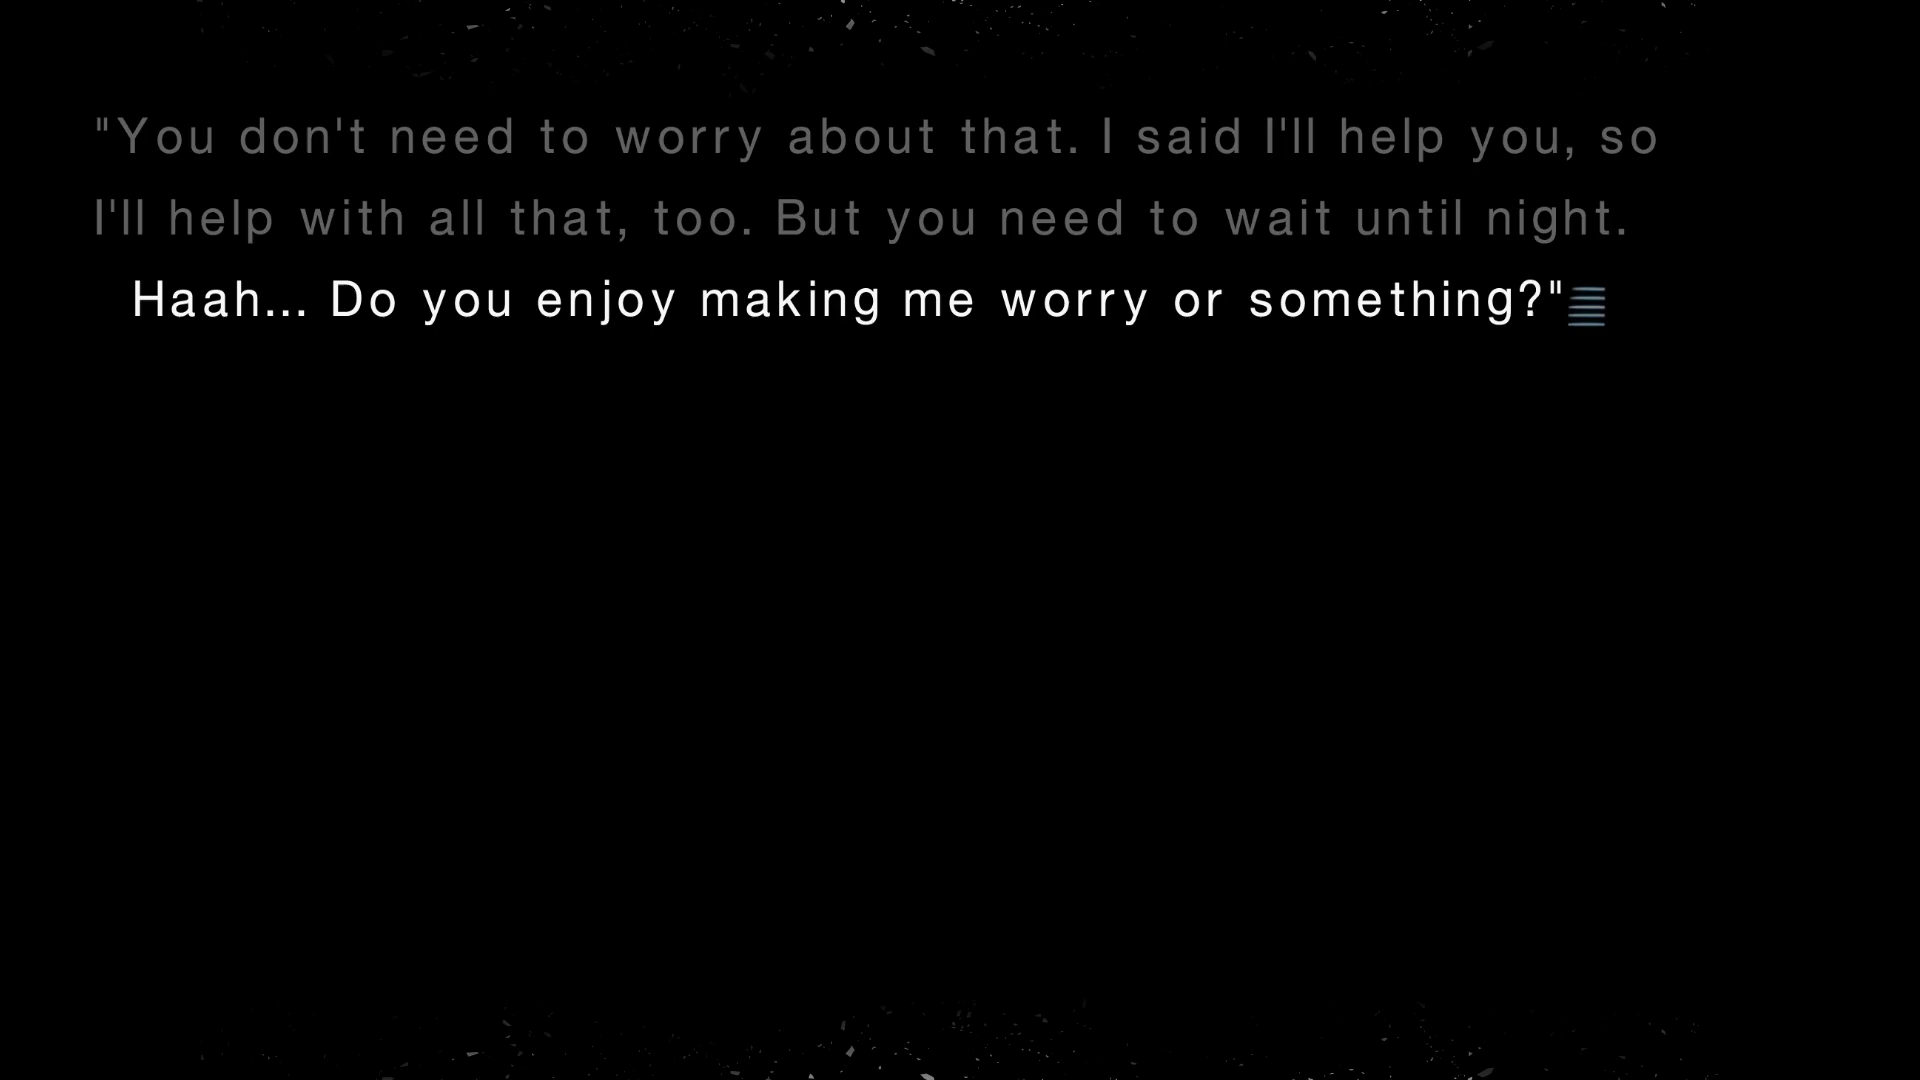 "You don't need to worry about that. I said I'll help you, so
I'll help with all that, too. But you need to wait until night.
Haah... Do you enjoy making me worry or something?"